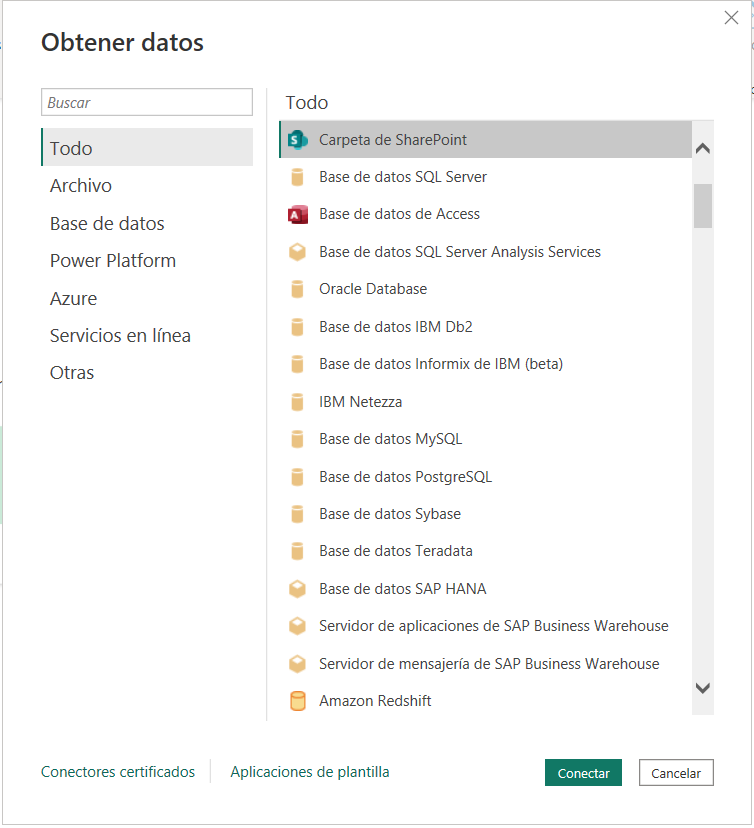 Obtener datos
Buscar
Todo
Archivo
Base de datos
Power Platform
Azure
Servicios en línea
Otras
Todo
Carpeta de SharePoint
Base de datos SQL Server
Base de datos de Access
Base de datos SQL Server Analysis Services
Oracle Database
Base de datos IBM Db2
Base de datos Informix de IBM (beta)
IBM Netezza
Base de datos MySQL
Base de datos PostgreSQL
Base de datos Sybase
Base de datos Teradata
Base de datos SAP HANA
Servidor de aplicaciones de SAP Business Warehouse
Servidor de mensajería de SAP Business Warehouse
Amazon Redshift
Conectores certificados
Aplicaciones de plantilla
Conectar
Cancelar